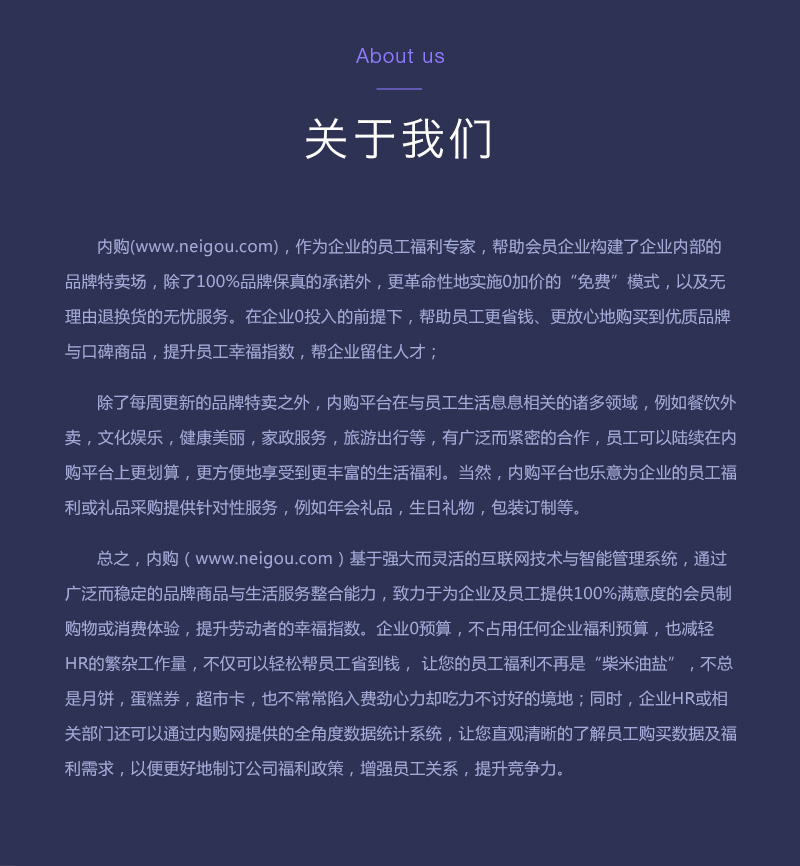 About us
关于我们
内购(www.neigou.com)，作为企业的员工福利专家，帮助会员企业构建了企业内部的
品牌特卖场，除了100%品牌保真的承诺外，更革命性地实施0加价的“免费”模式，以及无
理由退换货的无忧服务。在企业0投入的前提下，帮助员工更省钱、更放心地购买到优质品牌
与口碑商品，提升员工幸福指数，帮企业留住人才；
除了每周更新的品牌特卖之外，内购平台在与员工生活息息相关的诸多领域，例如餐饮外
卖，文化娱乐，健康美丽，家政服务，旅游出行等，有广泛而紧密的合作，员工可以陆续在内
购平台上更划算，更方便地享受到更丰富的生活福利。当然，内购平台也乐意为企业的员工福
利或礼品采购提供针对性服务，例如年会礼品，生日礼物，包装订制等。
总之，内购（www.neigou.com）基于强大而灵活的互联网技术与智能管理系统，通过
广泛而稳定的品牌商品与生活服务整合能力，致力于为企业及员工提供100%满意度的会员制
购物或消费体验，提升劳动者的幸福指数。企业0预算，不占用任何企业福利预算，也减轻
HR的繁杂工作量，不仅可以轻松帮员工省到钱， 让您的员工福利不再是“柴米油盐”，不总
是月饼，蛋糕券，超市卡，也不常常陷入费劲心力却吃力不讨好的境地；同时，企业HR或相
关部门还可以通过内购网提供的全角度数据统计系统，让您直观清晰的了解员工购买数据及福
利需求，以便更好地制订公司福利政策，增强员工关系，提升竞争力。